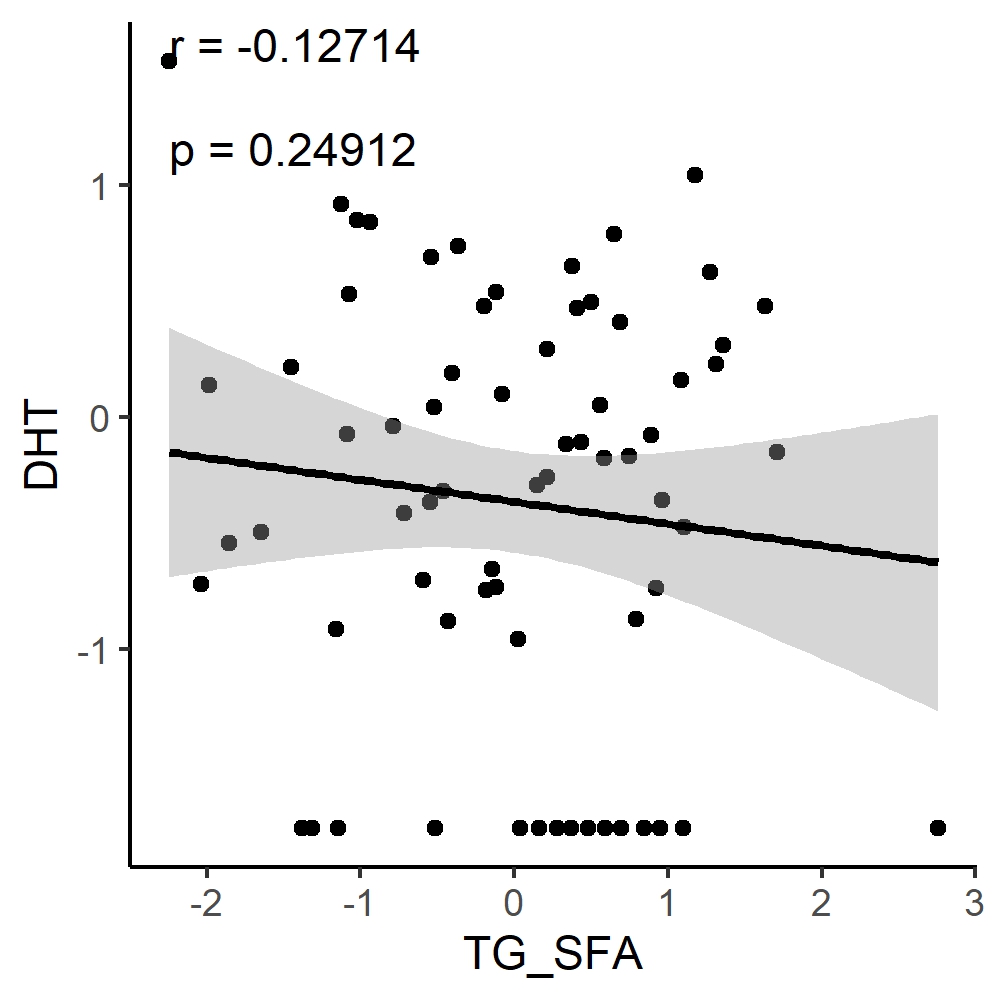 r = -0.12714
p = 0.24912
1
0
-1
DHT
-2 -1 0 1 2 3
TG_SFA